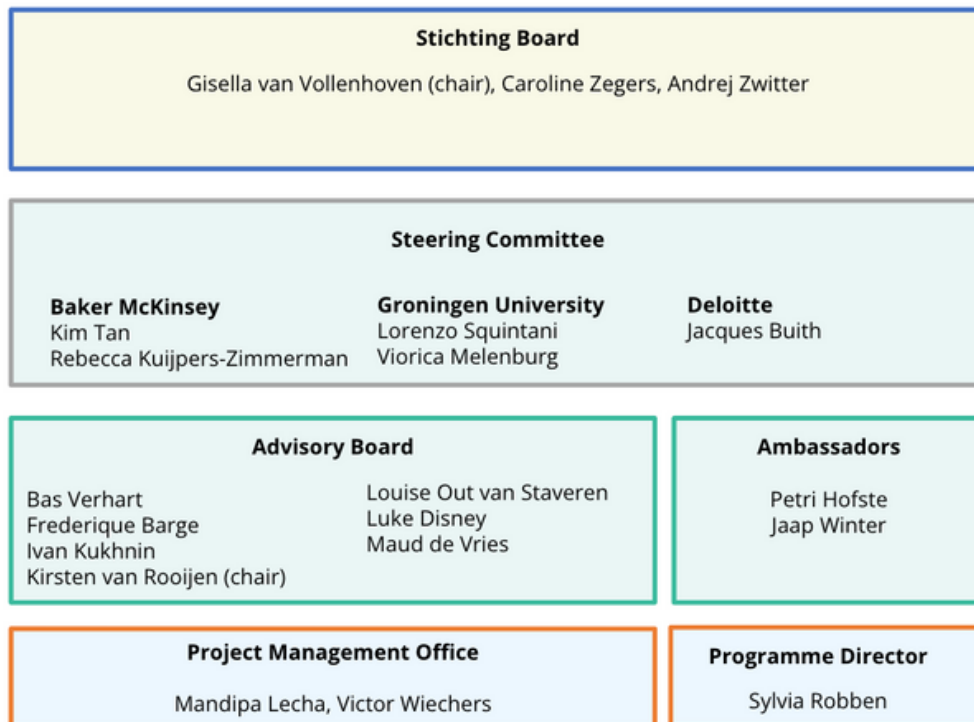 Stichting Board
Gisella van Vollenhoven (chair), Caroline Zegers, Andrej Zwitter
Steering Committee
Baker McKinsey
Kim Tan
Rebecca Kuijpers-Zimmerman
Groningen University
Lorenzo Squintani
Viorica Melenburg
Deloitte
Jacques Buith
Advisory Board
Bas Verhart
Frederique Barge
Ivan Kukhnin
Kirsten van Rooijen (chair)
Louise Out van Staveren
Luke Disney
Maud de Vries
Ambassadors
Petri Hofste
Jaap Winter
Project Management Office
Mandipa Lecha, Victor Wiechers
Programme Director
Sylvia Robben